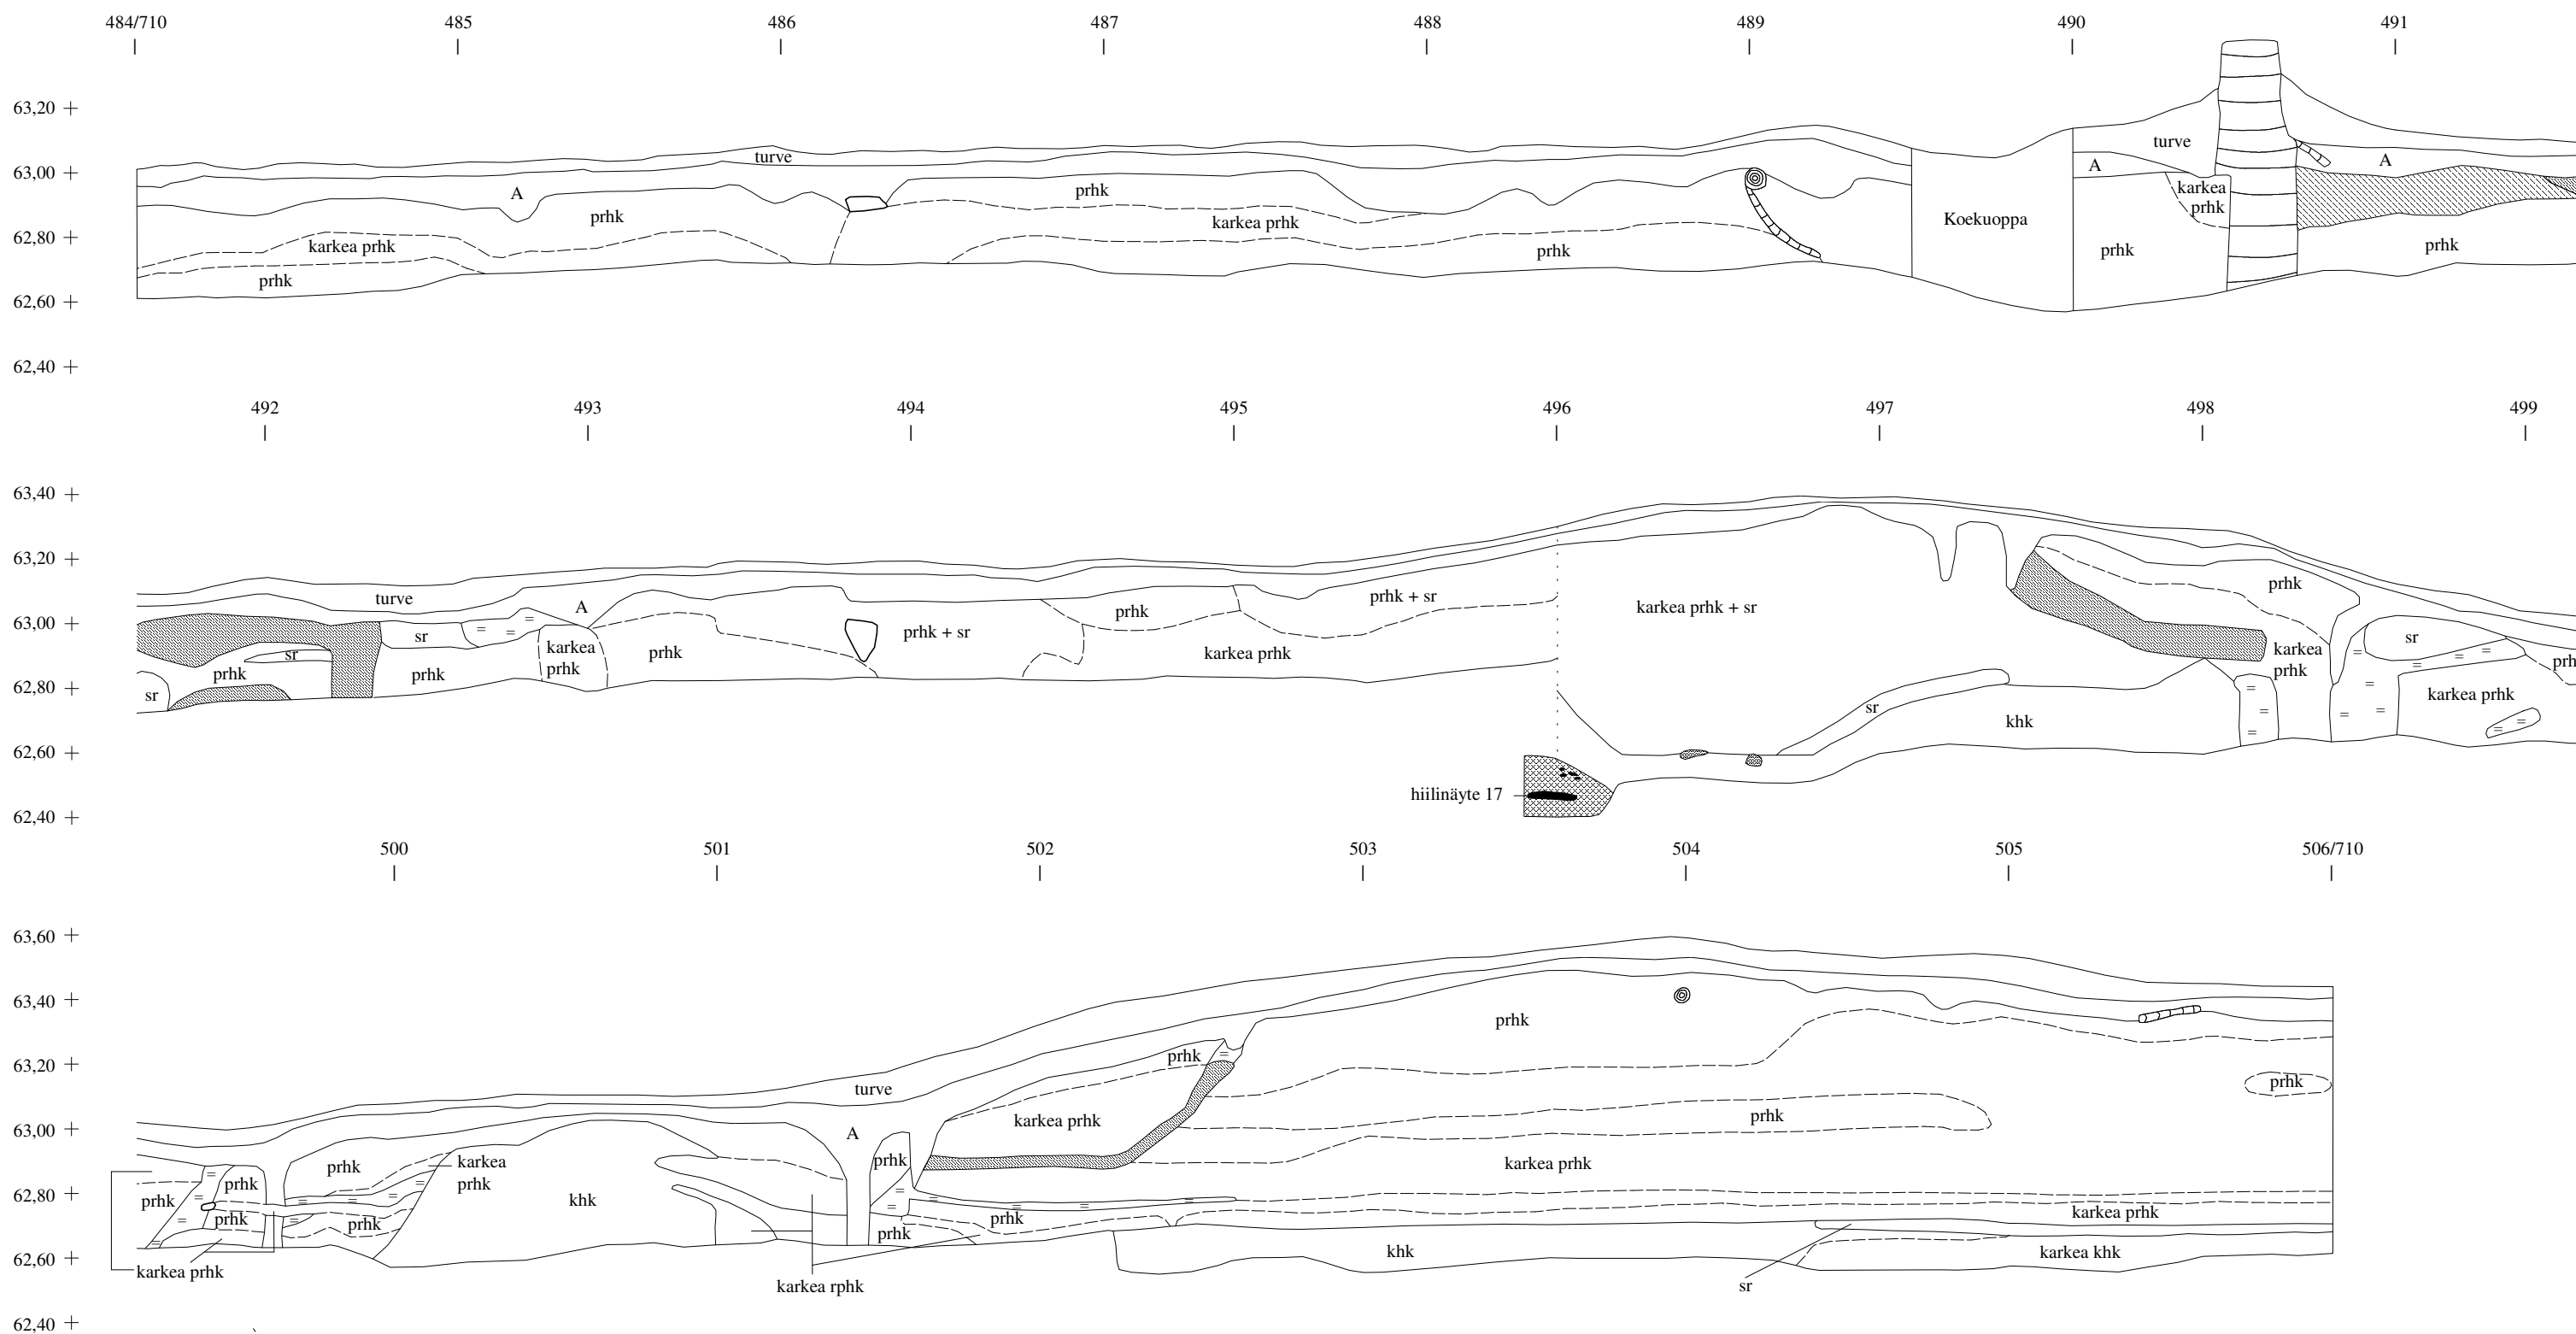 484/710 485 486 487 488 489 490 491
63,20
turve
turve
63,00
A
A
A
prhk
karkea
prhk
prhk
karkea prhk
Koekuoppa
62,80
karkea prhk
prhk
prhk
prhk
prhk
62,60
62,40
492 493 494 495 496 497 498 499
63,40
63,20
prhk
turve
A
prhk + sr
karkea prhk + sr
prhk
63,00
sr
prhk + sr
sr
karkea
prhk
prhk
karkea prhk
karkea
prhk
prh
sr
prhk
prhk
62,80
sr
karkea prhk
sr
khk
62,60
hiilinäyte 17
62,40
500 501 502 503 504 505 506/710
63,60
63,40
prhk
63,20
prhk
turve
prhk
karkea prhk
prhk
63,00
A
prhk
karkea
prhk
prhk
karkea prhk
62,80
prhk
prhk
khk
prhk
prhk
prhk
prhk
karkea prhk
62,60
khk
karkea khk
karkea prhk
karkea rphk
sr
62,40